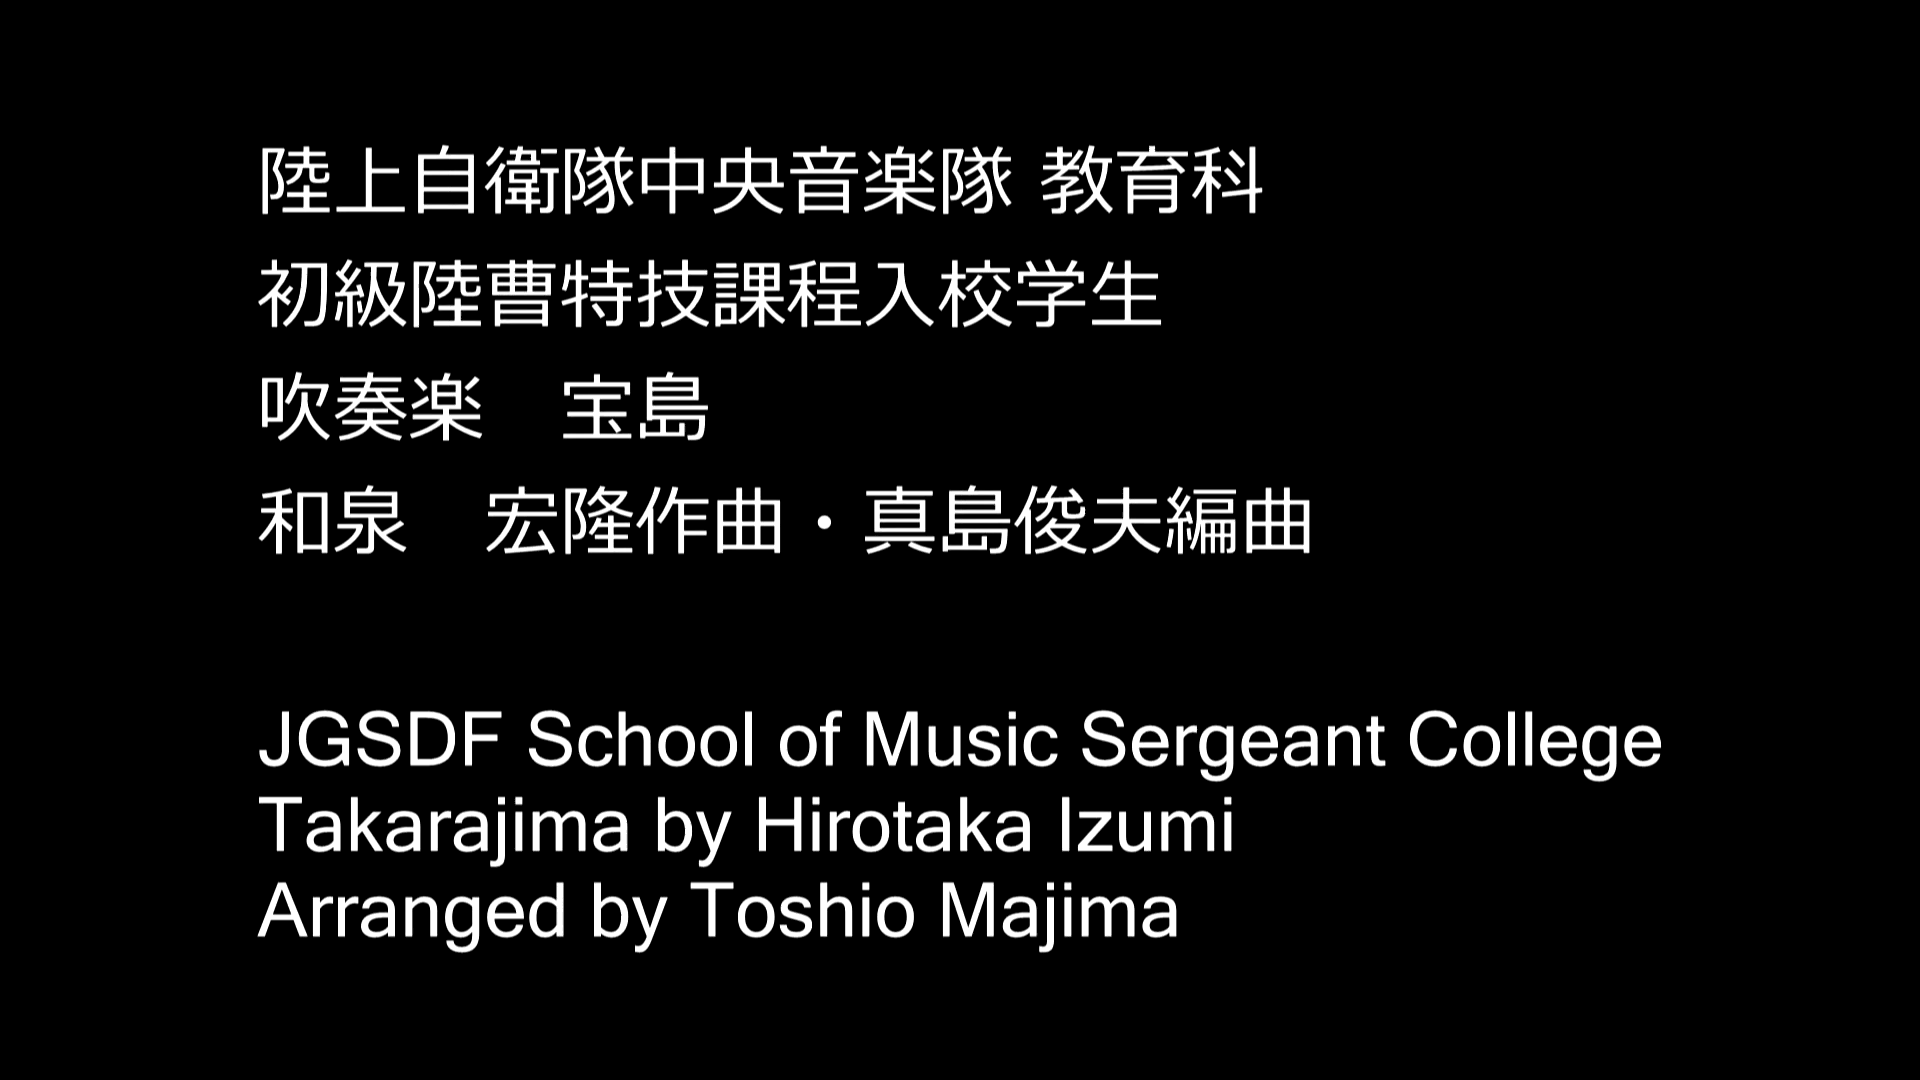 陸上自衛隊中央音楽隊 教育科
初級陸曹特技課程入校学生
吹奏楽　宝島
和泉　宏隆作曲・真島俊夫編曲
JGSDF School of Music Sergeant College
Takarajima by Hirotaka Izumi
Arranged by Toshio Majima